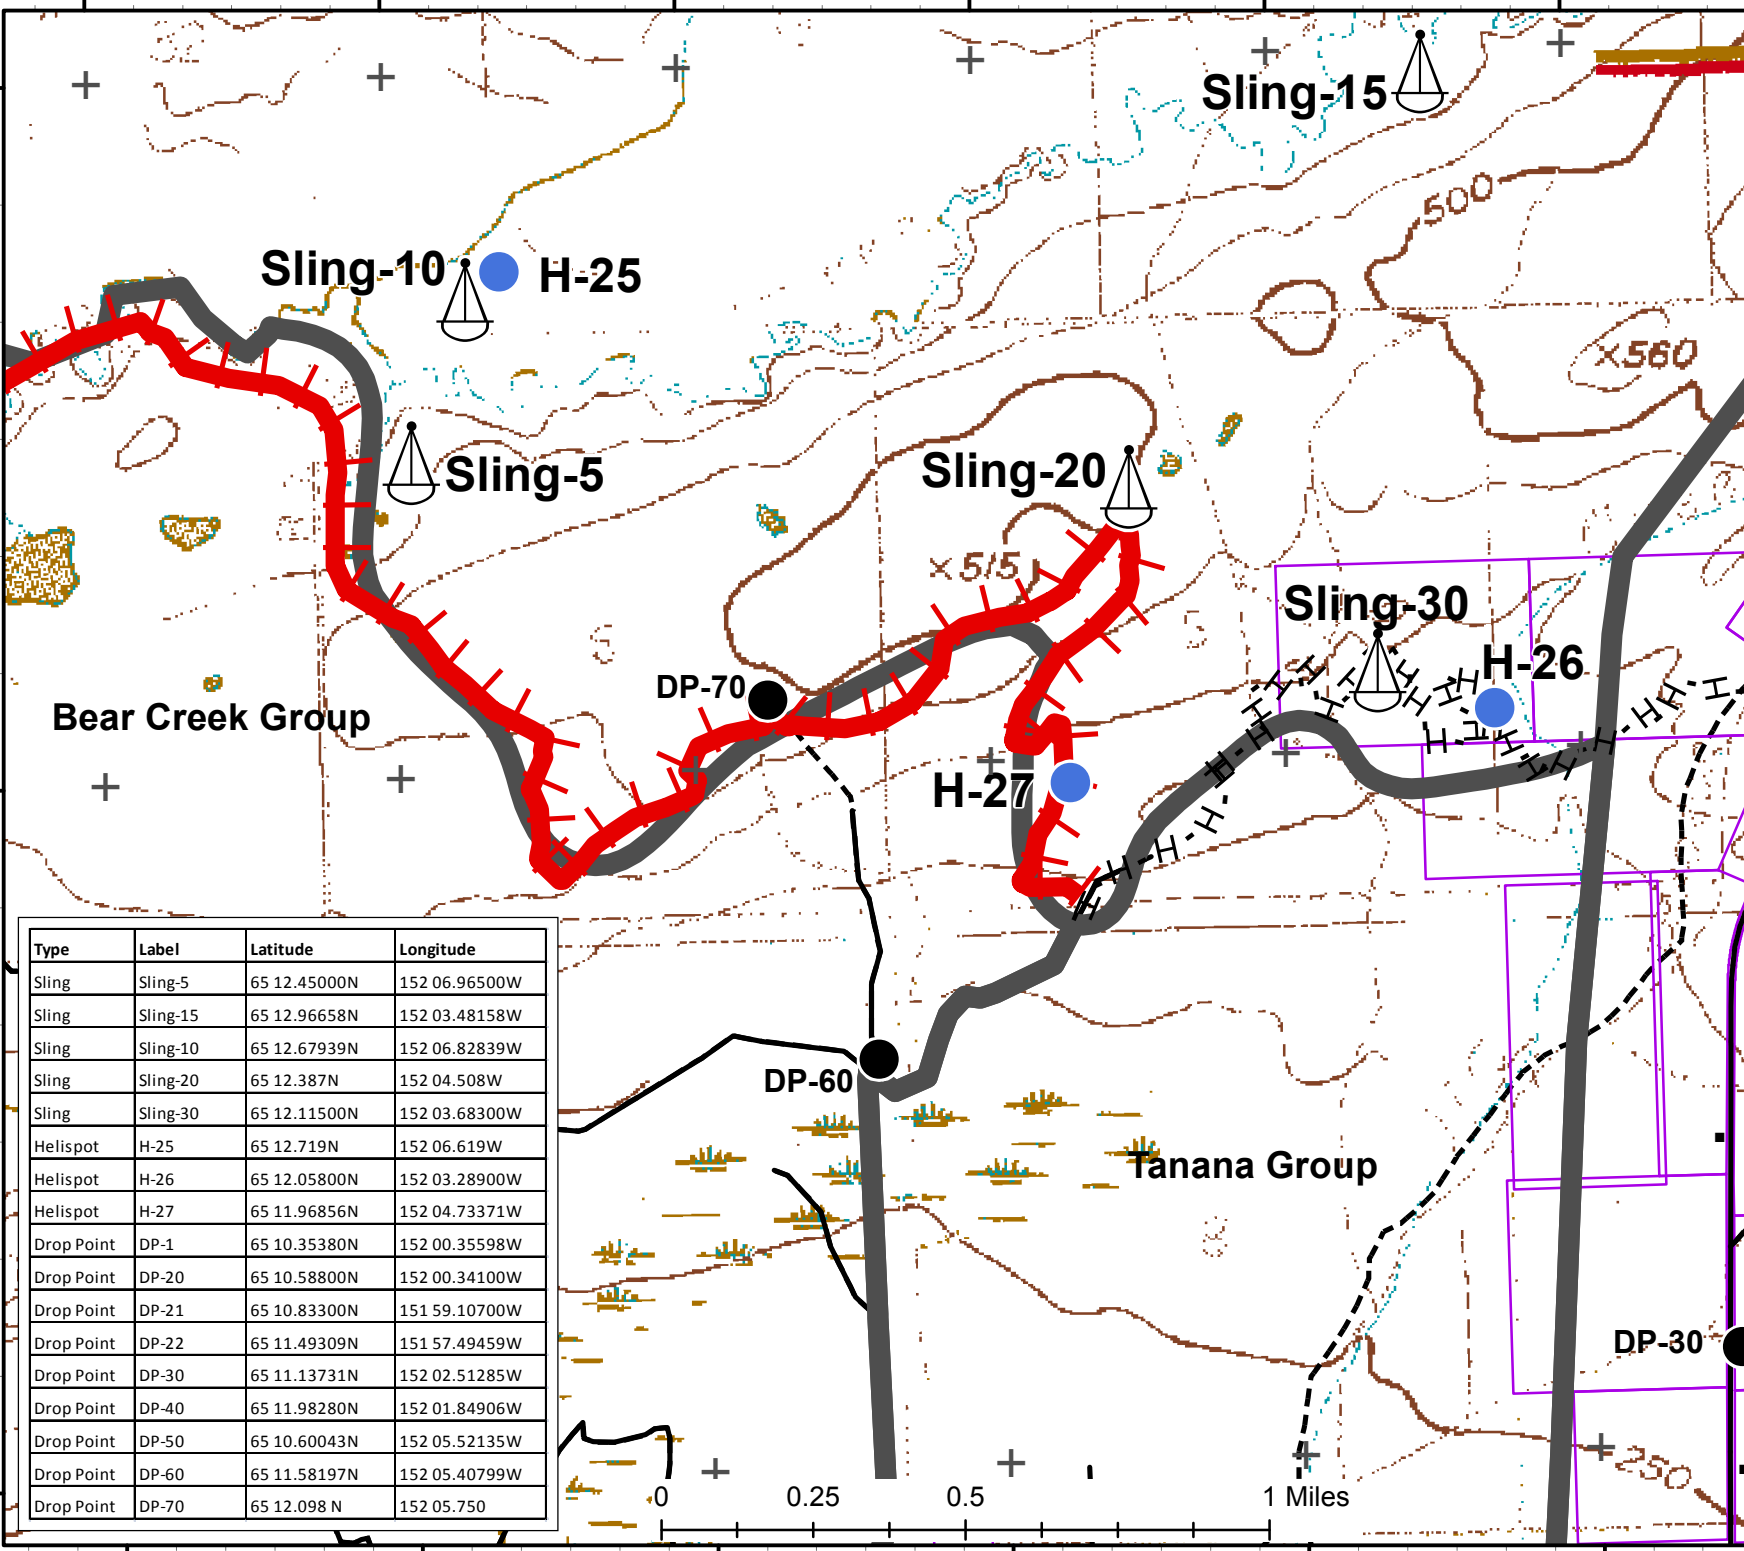 Sling-15
500
Sling-10
H-25
×560
Sling-5
Sling-20
×515
Sling-30
H-26
DP-70
Bear Creek Group
H-27
DP-60
Tanana Group
DP-30
250
Type Label Latitude Longitude
Sling Sling-5 65 12.45000N 152 06.96500W
Sling Sling-15 65 12.96658N 152 03.48158W
Sling Sling-10 65 12.67939N 152 06.82839W
Sling Sling-20 65 12.387N 152 04.508W
Sling Sling-30 65 12.11500N 152 03.68300W
Helispot H-25 65 12.719N 152 06.619W
Helispot H-26 65 12.05800N 152 03.28900W
Helispot H-27 65 11.96856N 152 04.73371W
Drop Point DP-1 65 10.35380N 152 00.35598W
Drop Point DP-20 65 10.58800N 152 00.34100W
Drop Point DP-21 65 10.83300N 151 59.10700W
Drop Point DP-22 65 11.49309N 151 57.49459W
Drop Point DP-30 65 11.13731N 152 02.51285W
Drop Point DP-40 65 11.98280N 152 01.84906W
Drop Point DP-50 65 10.60043N 152 05.52135W
Drop Point DP-60 65 11.58197N 152 05.40799W
Drop Point DP-70 65 12.098 N 152 05.750
0 0.25 0.5 1 Miles